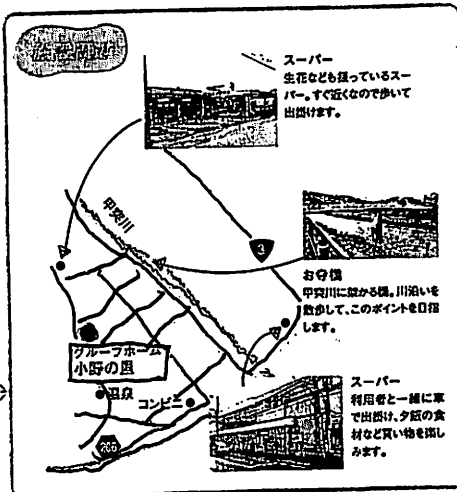 スーパー
生花なども扱っているスー
パー。すぐ近くなので歩いて
出掛けます。
甲突川
3
甲突川に架かる橋。川沿いを
散歩して、このポイントを目指
します。
グループホーム
小野の里
温泉
コンビニ
206
スーパー
利用者と一緒に車
で出掛け、夕飯の食
材など買い物を楽し
みます。